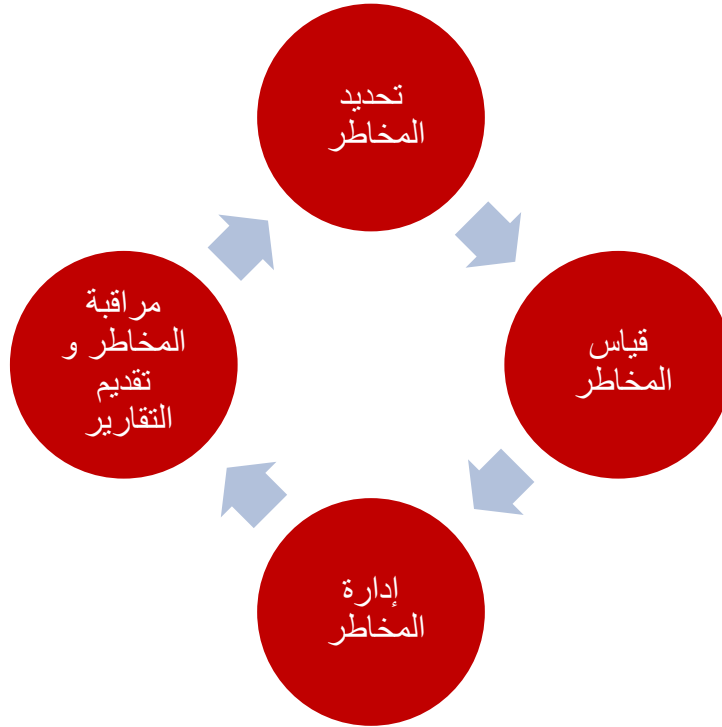 تحديد
المخاطر
قياس
المخاطر
إدارة
المخاطر
مراقبة
المخاطر و
تقديم
التقارير